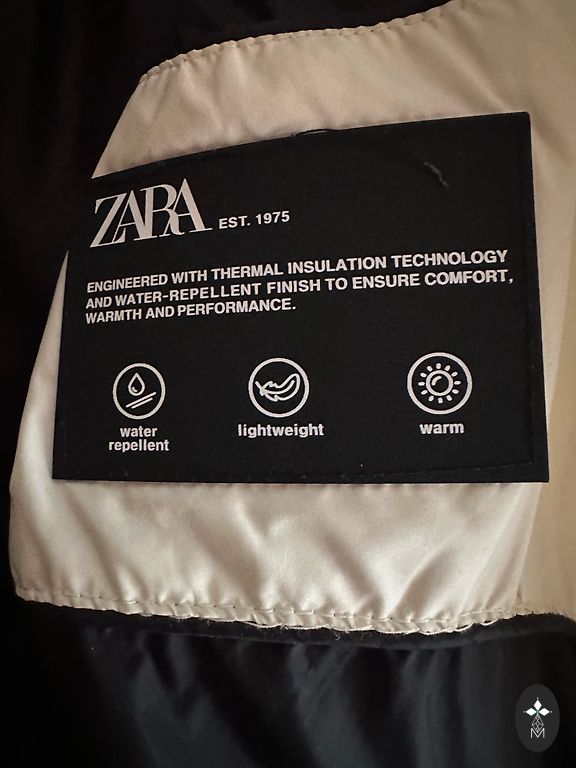 ZARA EST. 1975
ENGINEERED WITH THERMAL INSULATION TECHNOLOGY
AND WATER-REPELLENT FINISH TO ENSURE COMFORT,
WARMTH AND PERFORMANCE.
water lightweight warm
repellent
M